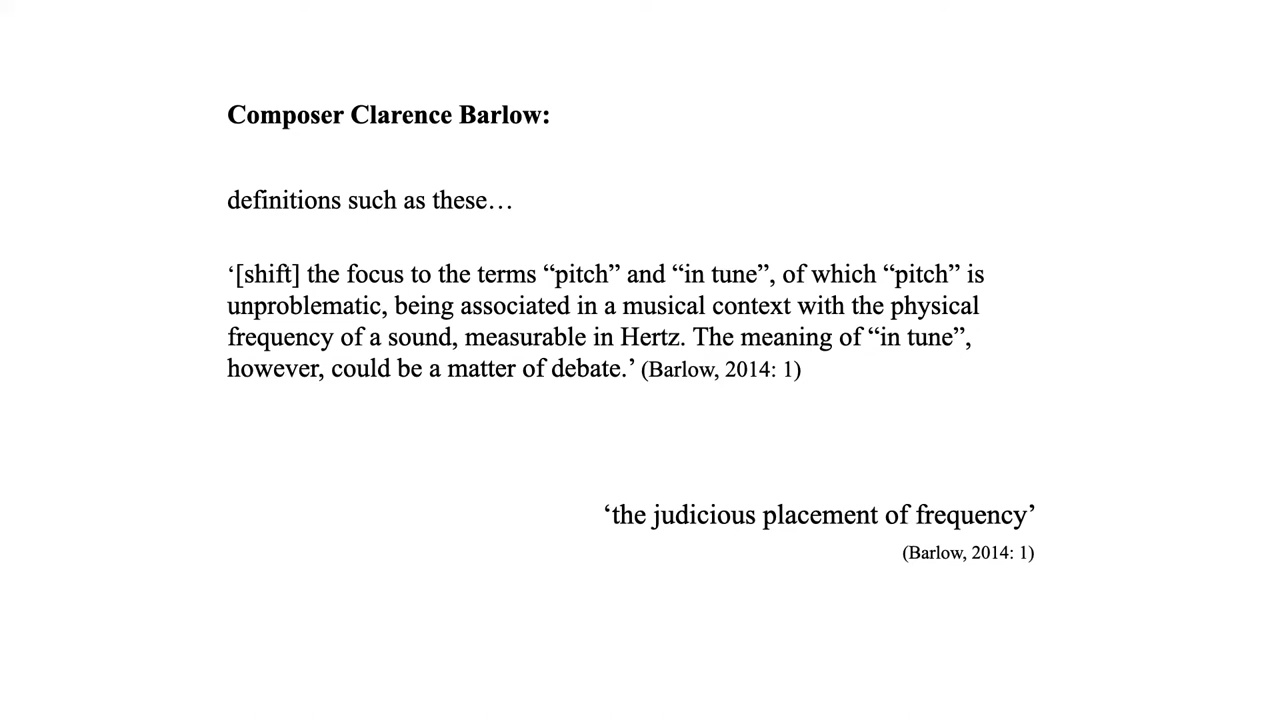 Composer Clarence Barlow:
definitions such as these…
‘[shift] the focus to the terms “pitch” and “in tune”, of which “pitch” is
unproblematic, being associated in a musical context with the physical
frequency of a sound, measurable in Hertz. The meaning of “in tune”,
however, could be a matter of debate.’ (Barlow, 2014: 1)
‘the judicious placement of frequency’
(Barlow, 2014: 1)